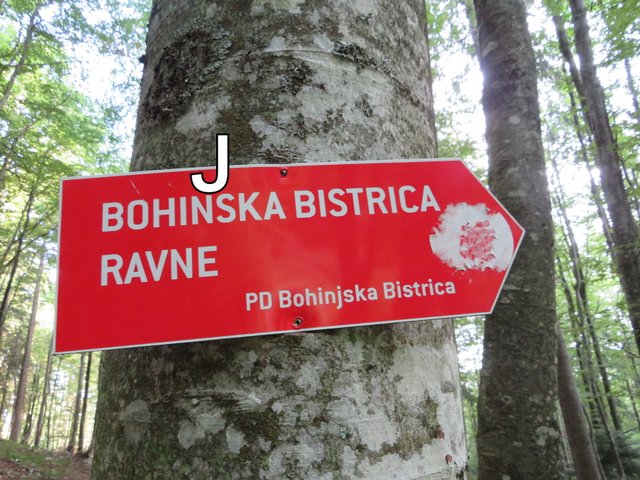 J
BOHINSKA BISTRICA
RAVNE
PD Bohinjska Bistrica